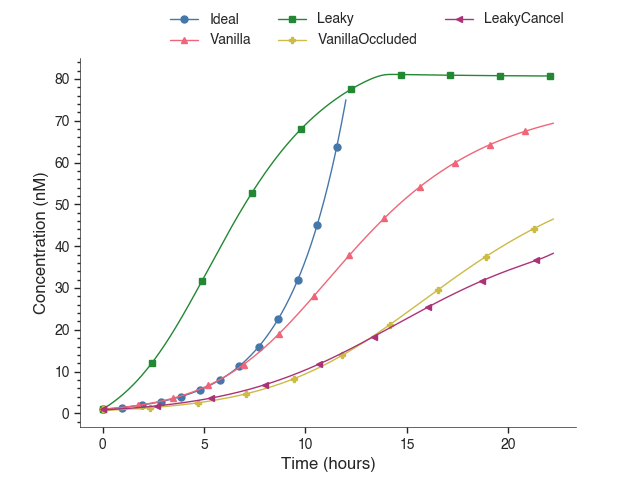 Ideal Leaky LeakyCancel
Vanilla VanillaOccluded
80
70
60
50
40
30
20
10
0
Concentration (nM)
0 5 10 15 20
Time (hours)